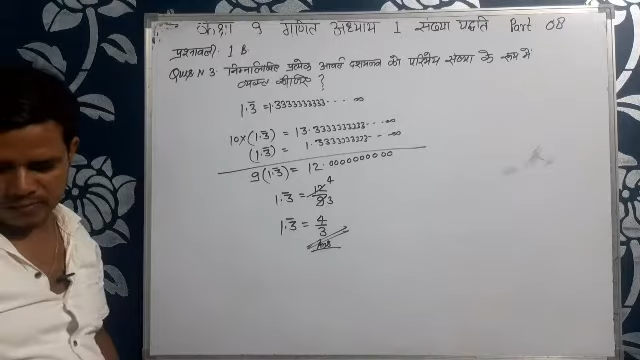 कक्षा 9 गणित अध्याय 1 संख्या पद्धति Part 08
प्रश्नावली 1 B
Ques N 3. निम्नलिखित प्रत्येक आवर्त दशमलव को परिमेय संख्या के रूप में
व्यक्त कीजिए ?
1.3̄ = 1.3333333333... ∞
10×(1.3̄) = 13.3333333333... ∞
(1.3̄) = 1.3333333333... ∞
9(1.3̄) = 12.0000000000
1.3̄ = 12/9 4 3
1.3̄ = 4/3
Ans